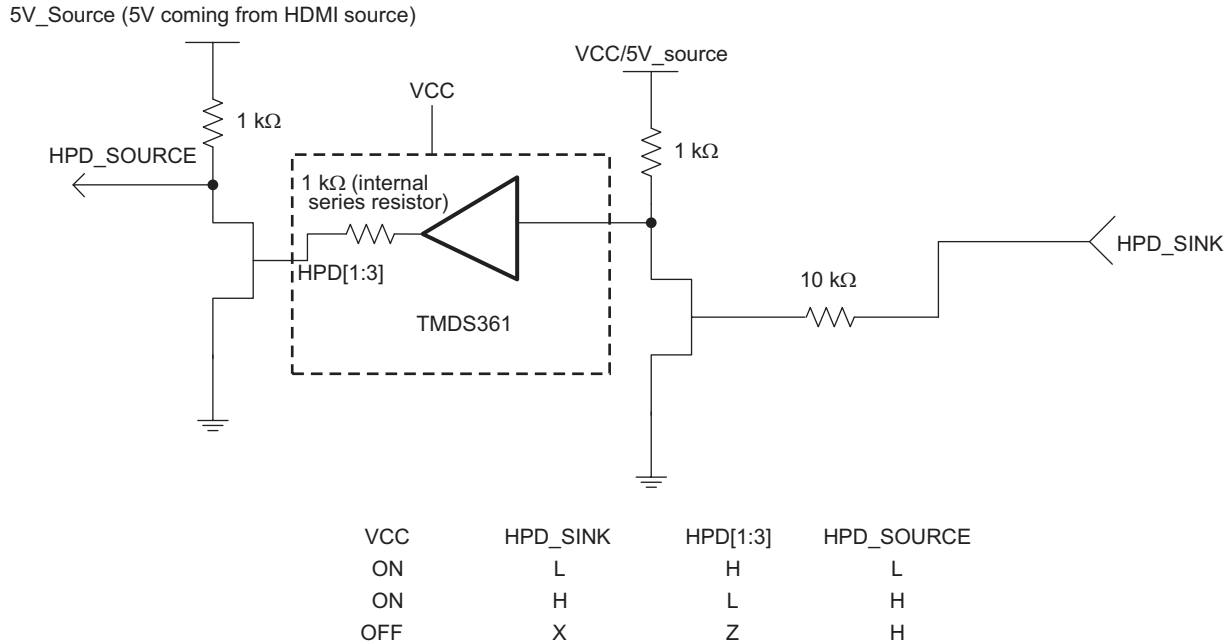 5V_Source (5V coming from HDMI source)
VCC/5V_source
VCC
1 kΩ
1 kΩ
HPD_SOURCE
1 kΩ (internal
series resistor)
HPD_SINK
HPD[1:3]
10 kΩ
TMDS361
VCC HPD_SINK HPD[1:3] HPD_SOURCE
ON L H L
ON H L H
OFF X Z H